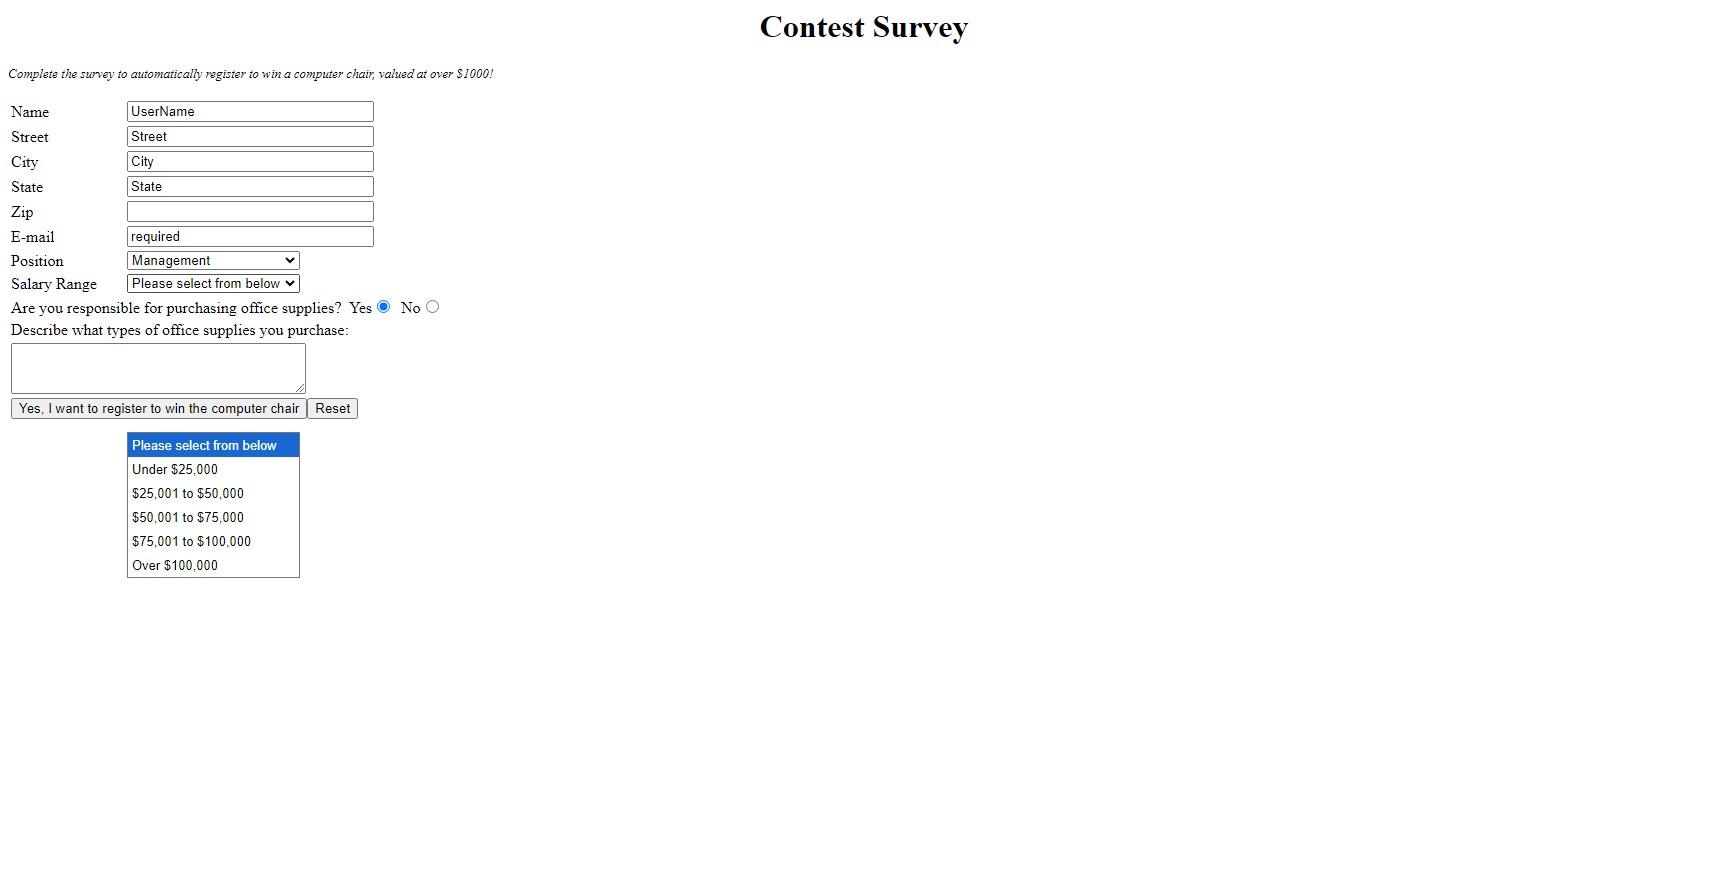 Contest Survey
Complete the survey to automatically register to win a computer chair, valued at over $1000!
Name UserName
Street Street
City City
State State
Zip
E-mail required
Position Management
Salary Range Please select from below
Are you responsible for purchasing office supplies? Yes No
Describe what types of office supplies you purchase:
Yes, I want to register to win the computer chair Reset
Please select from below
Under $25,000
$25,001 to $50,000
$50,001 to $75,000
$75,001 to $100,000
Over $100,000